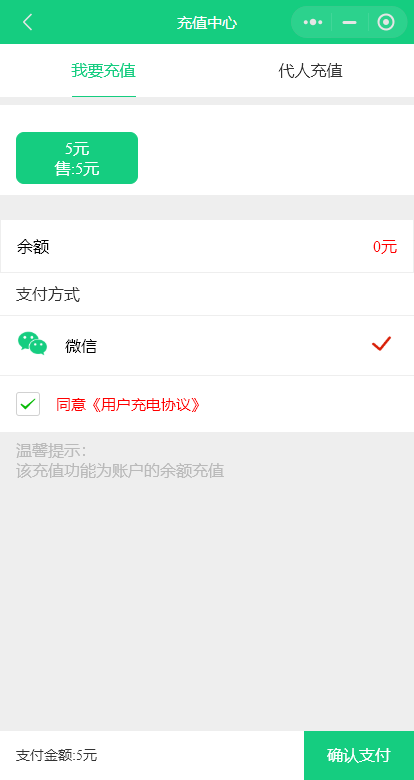 充值中心
我要充值
代人充值
5元
售:5元
余额
0元
支付方式
微信
同意《用户充电协议》
温馨提示:
该充值功能为账户的余额充值
支付金额:5元
确认支付